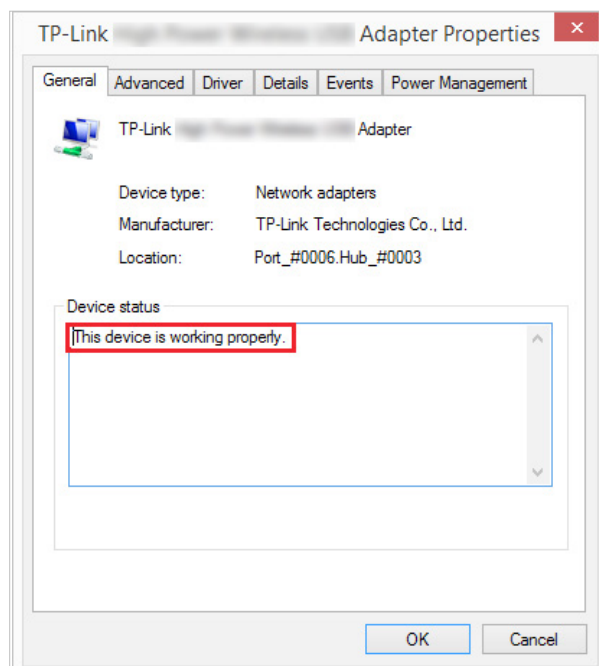 TP-Link Adapter Properties
General Advanced Driver Details Events Power Management
TP-Link Adapter
Device type: Network adapters
Manufacturer: TP-Link Technologies Co., Ltd.
Location: Port_#0006.Hub_#0003
Device status
This device is working properly.
OK Cancel